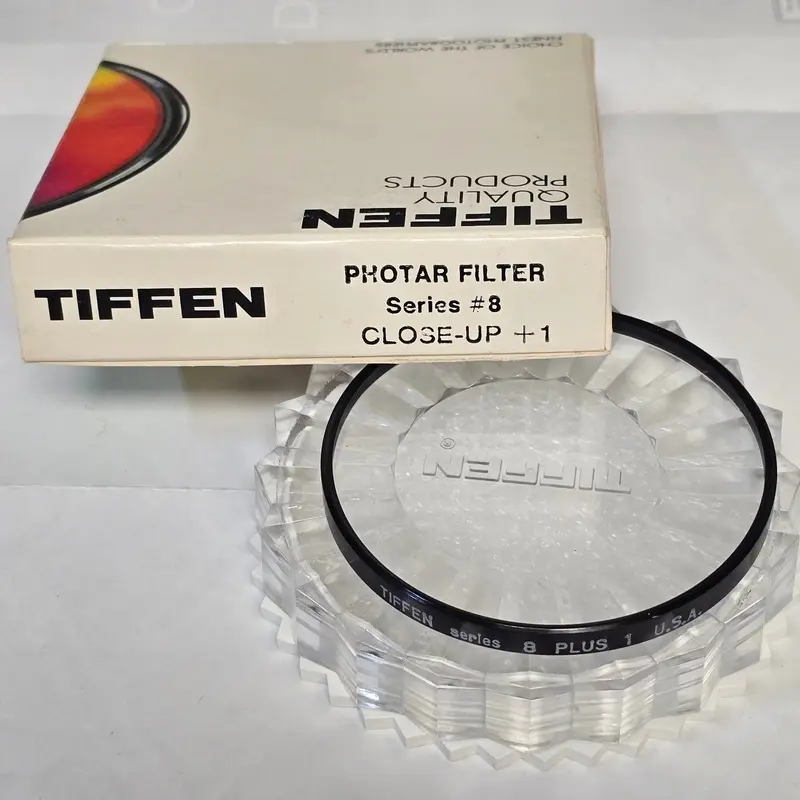 CHOICE OF THE WORLD'S
FINEST PHOTOGRAPHERS
QUALITY
PRODUCTS
TIFFEN
TIFFEN
PHOTAR FILTER
Series #8
CLOSE-UP +1
TIFFEN®
TIFFEN series 8 PLUS 1 U.S.A.